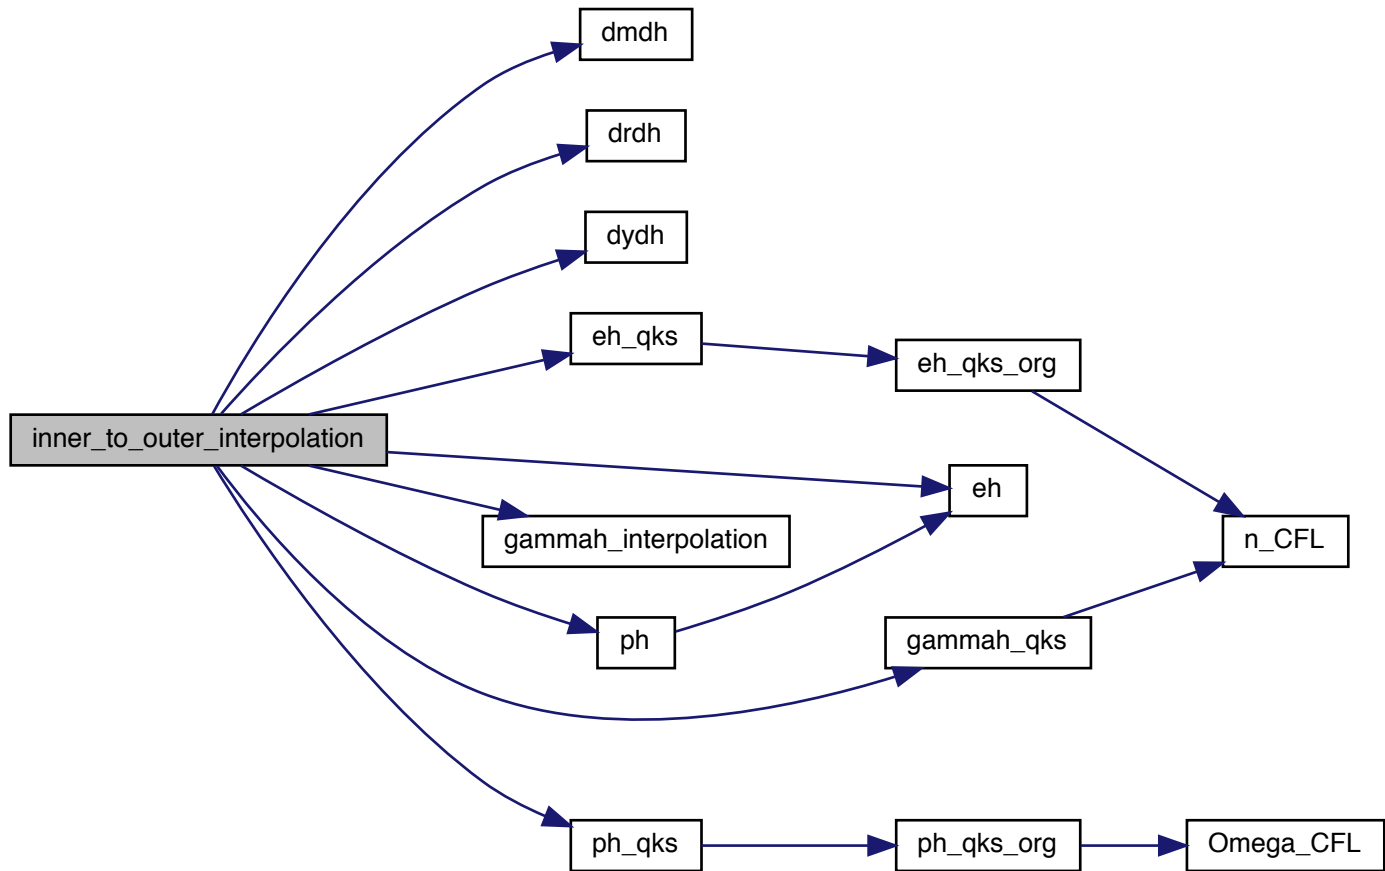 dmdh
drdh
dydh
eh_qks
eh_qks_org
inner_to_outer_interpolation
eh
gammah_interpolation
n_CFL
ph
gammah_qks
ph_qks
ph_qks_org
Omega_CFL